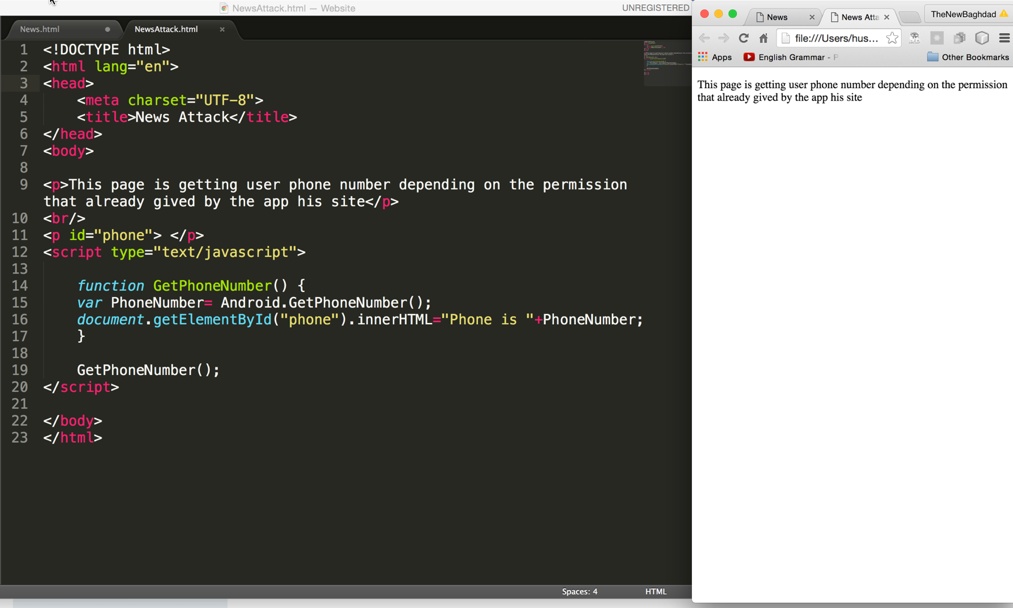 NewsAttack.html — Website
UNREGISTERED
News.html
NewsAttack.html
1 <!DOCTYPE html>
2 <html lang="en">
3 <head>
4 <meta charset="UTF-8">
5 <title>News Attack</title>
6 </head>
7 <body>
8
9 <p>This page is getting user phone number depending on the permission
that already gived by the app his site</p>
10 <br/>
11 <p id="phone"> </p>
12 <script type="text/javascript">
13
14 function GetPhoneNumber() {
15 var PhoneNumber= Android.GetPhoneNumber();
16 document.getElementById("phone").innerHTML="Phone is "+PhoneNumber;
17 }
18
19 GetPhoneNumber();
20 </script>
21
22 </body>
23 </html>
Spaces: 4
HTML
News
News Atta
TheNewBaghdad
file:///Users/hus...
Apps
English Grammar -
Other Bookmarks
This page is getting user phone number depending on the permission
that already gived by the app his site